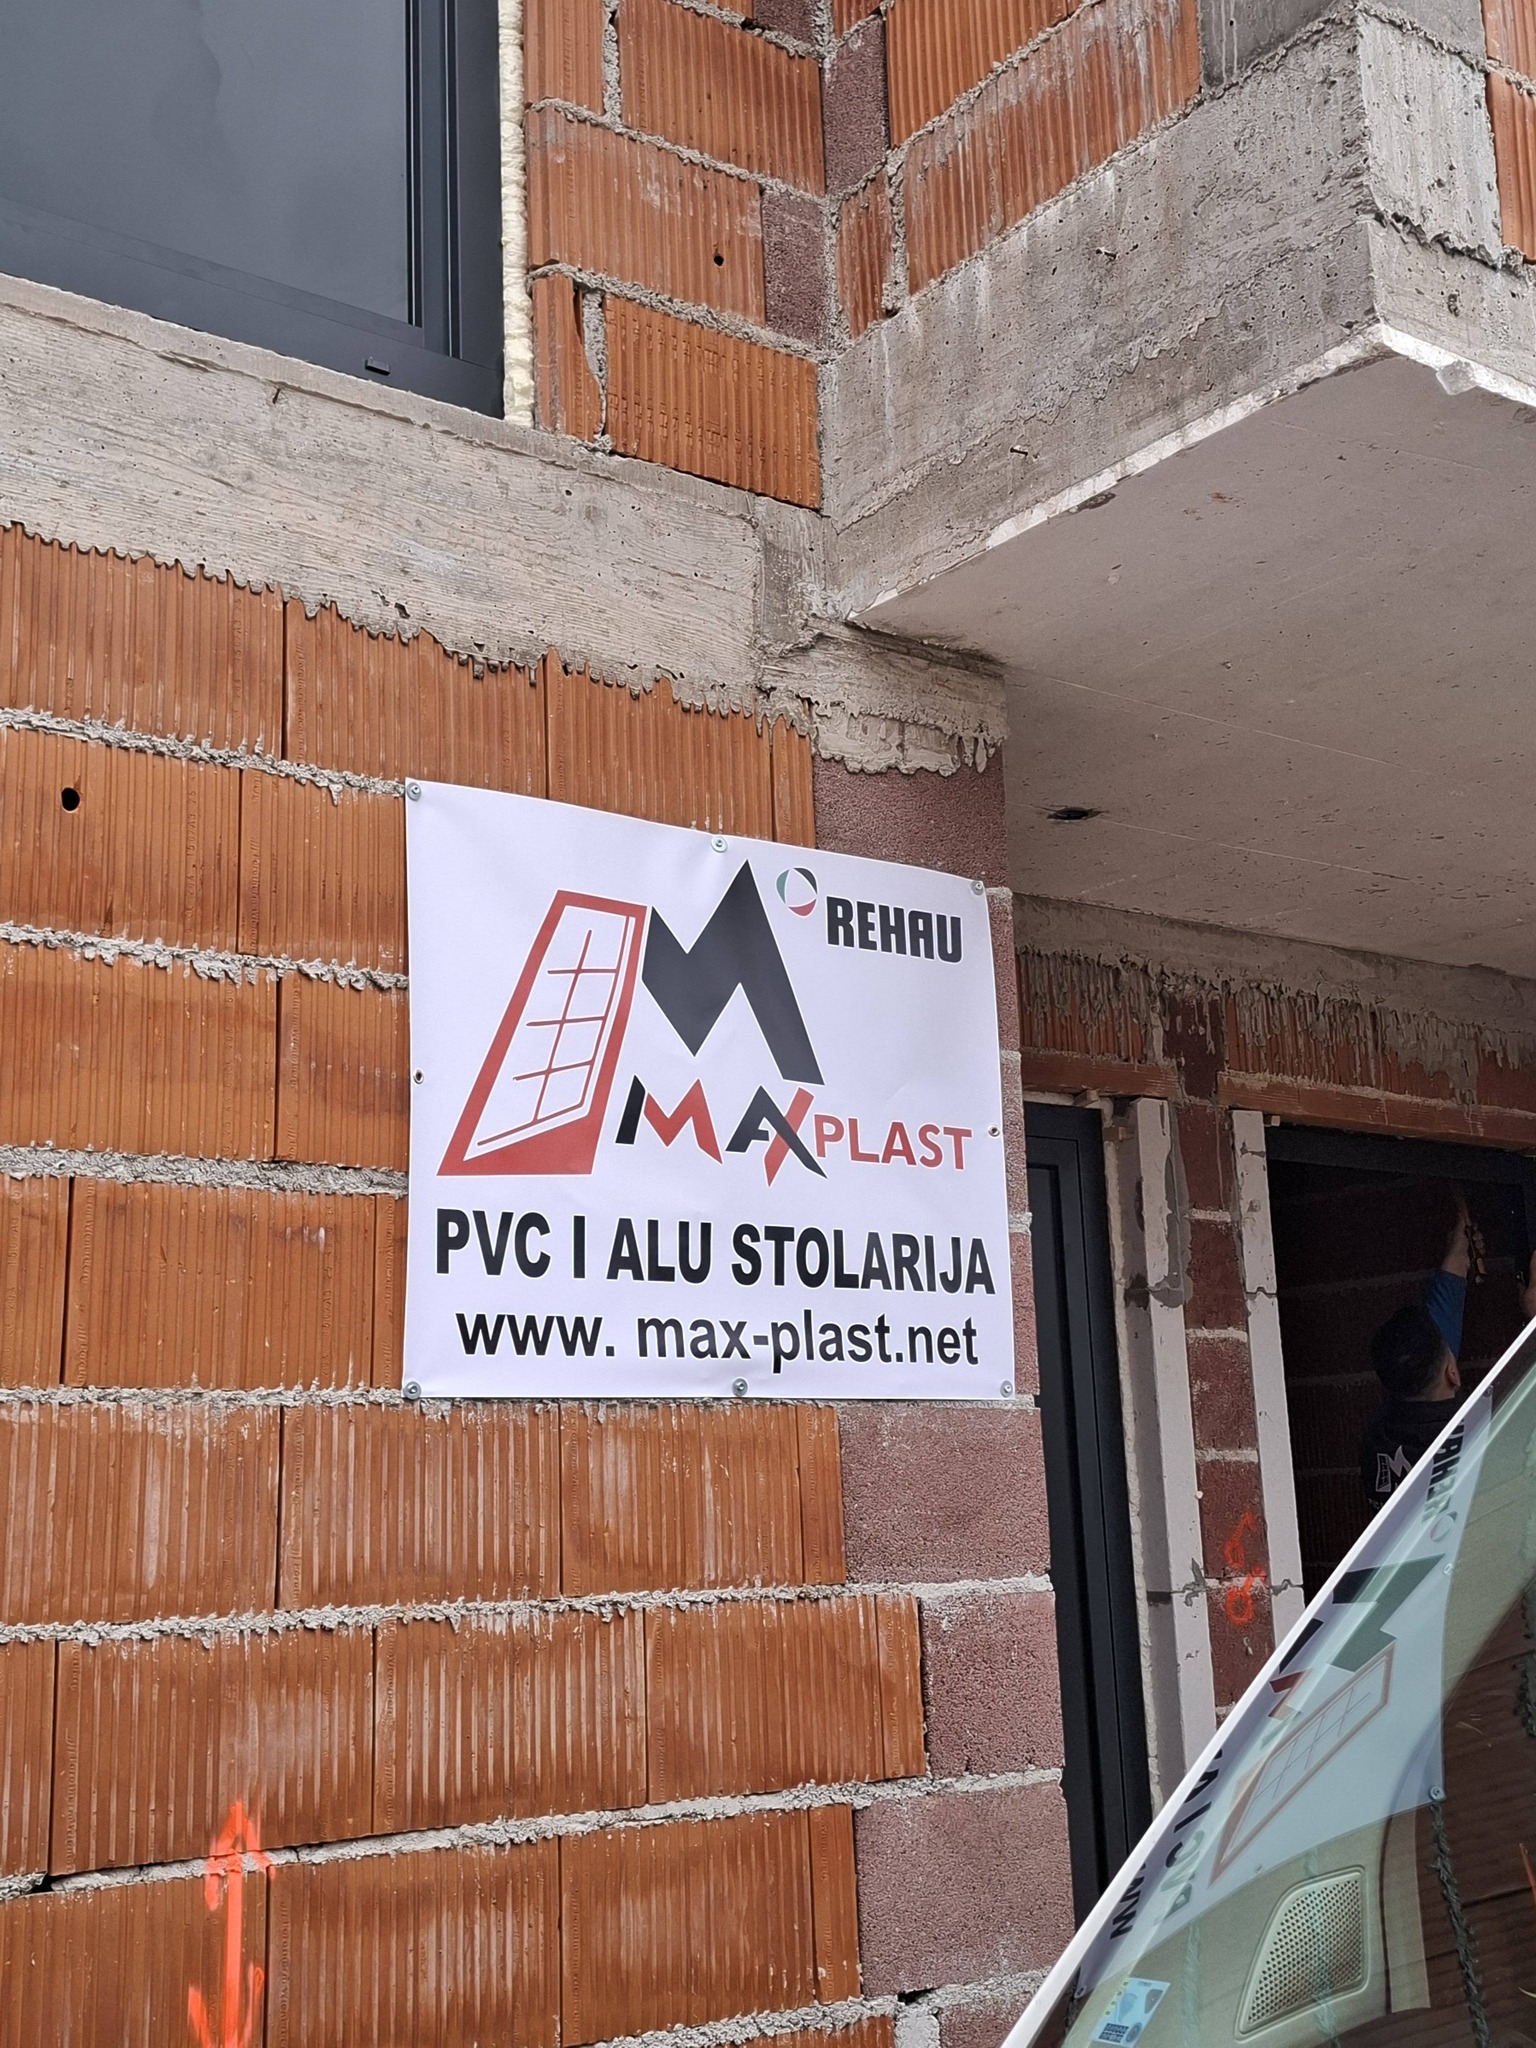 REHAU
MAXPLAST
PVC I ALU STOLARIJA
www. max-plast.net